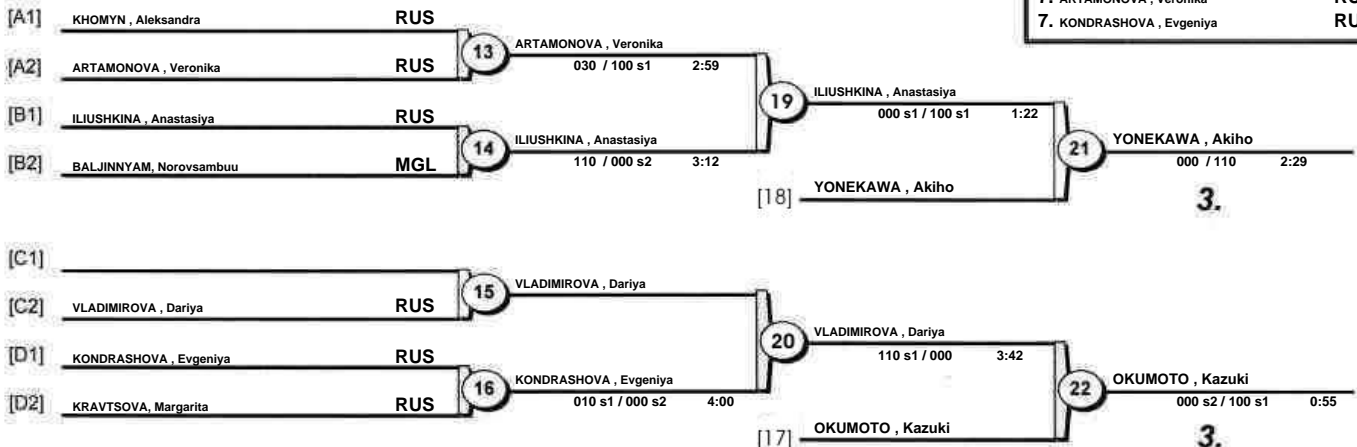 7. ARTAMONOVA , Veronika
7. KONDRASHOVA , Evgeniya
[A1] KHOMYN , Aleksandra RUS
[A2] ARTAMONOVA , Veronika RUS
13 ARTAMONOVA , Veronika
030 / 100 s1 2:59
[B1] ILIUSHKINA , Anastasiya RUS
[B2] BALJINNYAM, Norovsambuu MGL
14 ILIUSHKINA , Anastasiya
110 / 000 s2 3:12
19 ILIUSHKINA , Anastasiya
000 s1 / 100 s1 1:22
[18] YONEKAWA , Akiho
21 YONEKAWA , Akiho
000 / 110 2:29
3.
[C1]
[C2] VLADIMIROVA , Dariya RUS
15 VLADIMIROVA , Dariya
[D1] KONDRASHOVA , Evgeniya RUS
[D2] KRAVTSOVA, Margarita RUS
16 KONDRASHOVA , Evgeniya
010 s1 / 000 s2 4:00
20 VLADIMIROVA , Dariya
110 s1 / 000 3:42
[17] OKUMOTO , Kazuki
22 OKUMOTO , Kazuki
000 s2 / 100 s1 0:55
3.